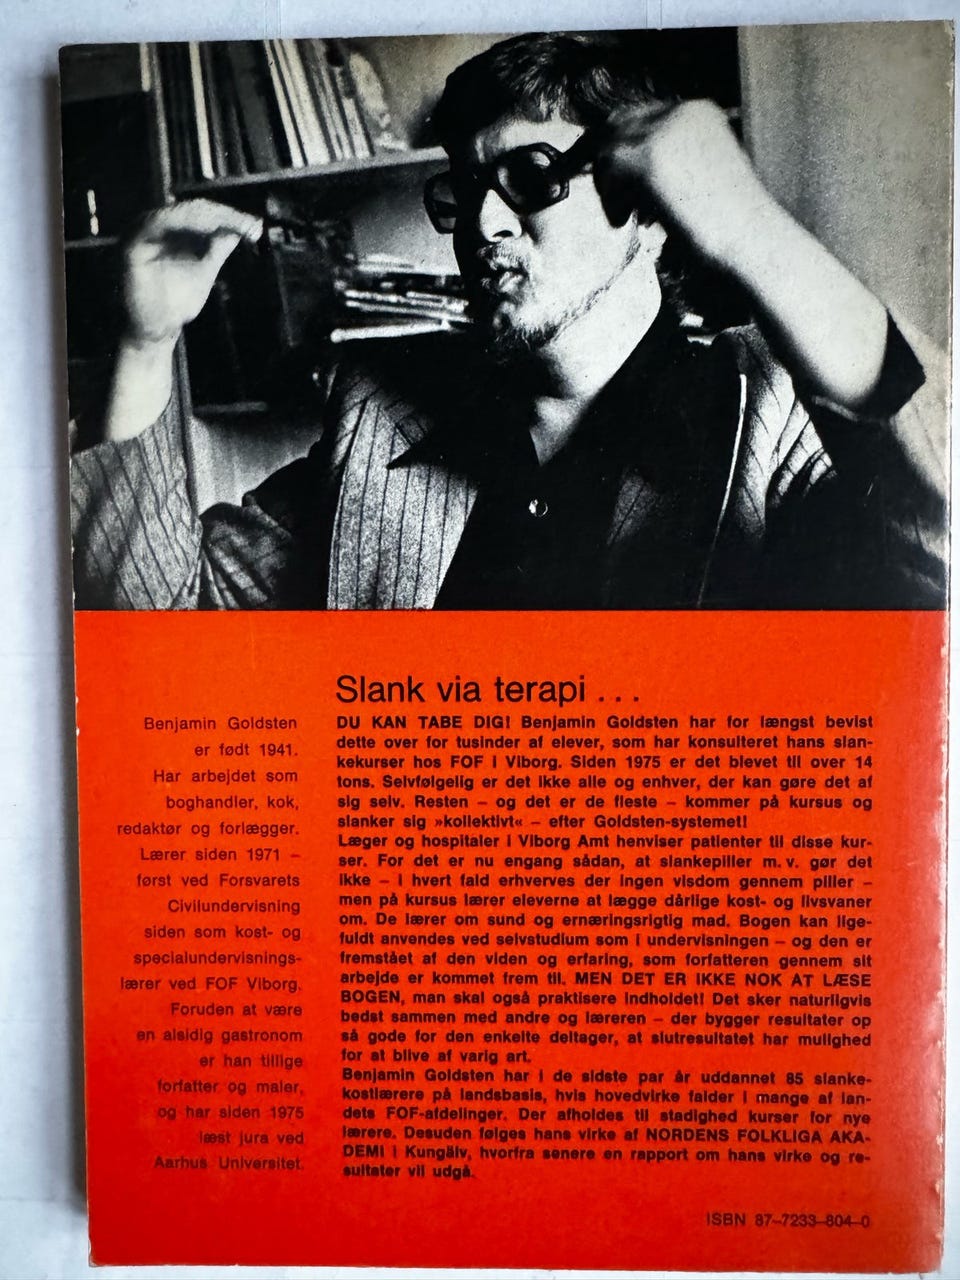 Slank via terapi . . .
Benjamin Goldsten
er født 1941.
Har arbejdet som
boghandler, kok,
redaktør og forlægger.
Lærer siden 1971 –
først ved Forsvarets
Civilundervisning
siden som kost- og
specialundervisnings-
lærer ved FOF Viborg.
Foruden at være
en alsidig gastronom
er han tillige
forfatter og maler,
og har siden 1975
læst jura ved
Aarhus Universitet.
DU KAN TABE DIG! Benjamin Goldsten har for længst bevist
dette over for tusinder af elever, som har konsulteret hans slan-
kekurser hos FOF i Viborg. Siden 1975 er det blevet til over 14
tons. Selvfølgelig er det ikke alle og enhver, der kan gøre det af
sig selv. Resten – og det er de fleste – kommer på kursus og
slanker sig »kollektivt« – efter Goldsten-systemet!
Læger og hospitaler i Viborg Amt henviser patienter til disse kur-
ser. For det er nu engang sådan, at slankepiller m. v. gør det
ikke – i hvert fald erhverves der ingen visdom gennem piller –
men på kursus lærer eleverne at lægge dårlige kost- og livsvaner
om. De lærer om sund og ernæringsrigtig mad. Bogen kan lige-
fuldt anvendes ved selvstudium som i undervisningen – og den er
fremstået af den viden og erfaring, som forfatteren gennem sit
arbejde er kommet frem til. MEN DET ER IKKE NOK AT LÆSE
BOGEN, man skal også praktisere indholdet! Det sker naturligvis
bedst sammen med andre og læreren – der bygger resultater op
så gode for den enkelte deltager, at slutresultatet har mulighed
for at blive af varig art.
Benjamin Goldsten har i de sidste par år uddannet 85 slanke-
kostlærere på landsbasis, hvis hovedvirke falder i mange af lan-
dets FOF-afdelinger. Der afholdes til stadighed kurser for nye
lærere. Desuden følges hans virke af NORDENS FOLKLIGA AKA-
DEMI i Kungälv, hvorfra senere en rapport om hans virke og re-
sultater vil udgå.
ISBN 87–7233–804–0